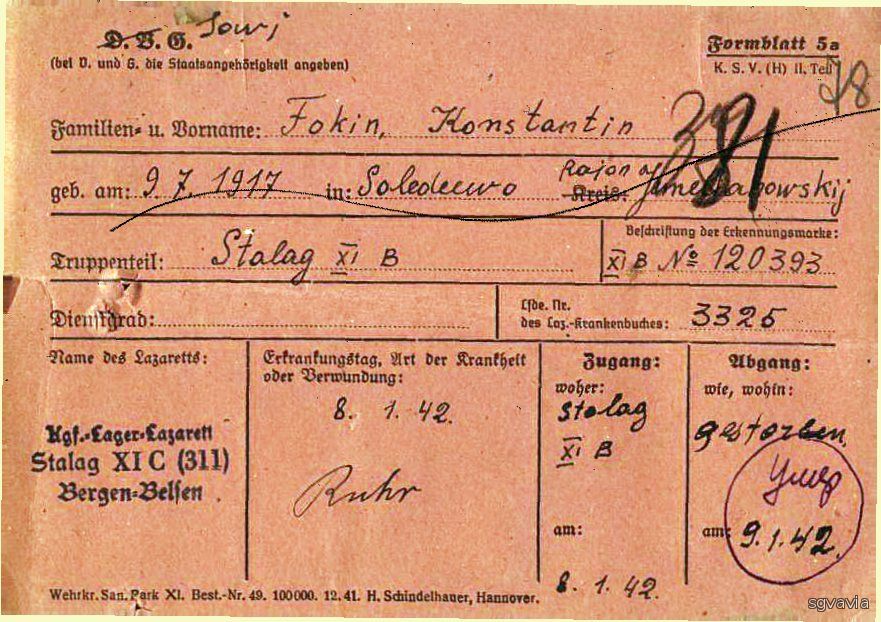 D. V. G. Sowj
(bei V. und G. die Staatsangehörigkeit angeben)
Formblatt 5a
K. S. V. (H) II. Teil
78
Familien- u. Vorname: Fokin, Konstantin
81
geb. am: 9 7. 1917 in: Soledeewo Kreis: Rajon
Truppenteil: Stalag XI B
Beschriftung der Erkennungsmarke:
XI B № 120393
Dienstgrad:
Lfde. Nr.
des Laz.-Krankenbuches: 3325
Name des Lazaretts:
Kgf.-Lager-Lazarett
Stalag XI C (311)
Bergen-Belsen
Erkrankungstag, Art der Krankheit
oder Verwundung:
8. 1. 42.
Ruhr
Zugang:
woher:
Stalag
XI B
am:
8. 1. 42.
Abgang:
wie, wohin:
gestorben
умер
am: 9. 1. 42.
Wehrkr. San. Park XI. Best.-Nr. 49. 100000. 12. 41. H. Schindelhauer, Hannover.
sgvavia